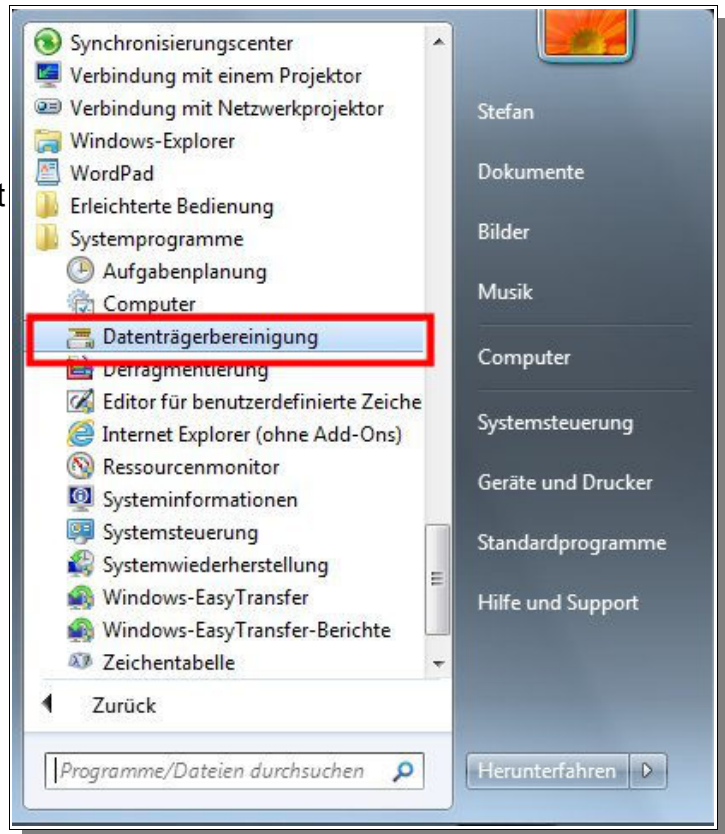 Synchronisierungscenter
Verbindung mit einem Projektor
Verbindung mit Netzwerkprojektor
Windows-Explorer
WordPad
t
Erleichterte Bedienung
Systemprogramme
Aufgabenplanung
Computer
Datenträgerbereinigung
Defragmentierung
Editor für benutzerdefinierte Zeiche
Internet Explorer (ohne Add-Ons)
Ressourcenmonitor
Systeminformationen
Systemsteuerung
Systemwiederherstellung
Windows-EasyTransfer
Windows-EasyTransfer-Berichte
Zeichentabelle
Zurück
Programme/Dateien durchsuchen
Stefan
Dokumente
Bilder
Musik
Computer
Systemsteuerung
Geräte und Drucker
Standardprogramme
Hilfe und Support
Herunterfahren